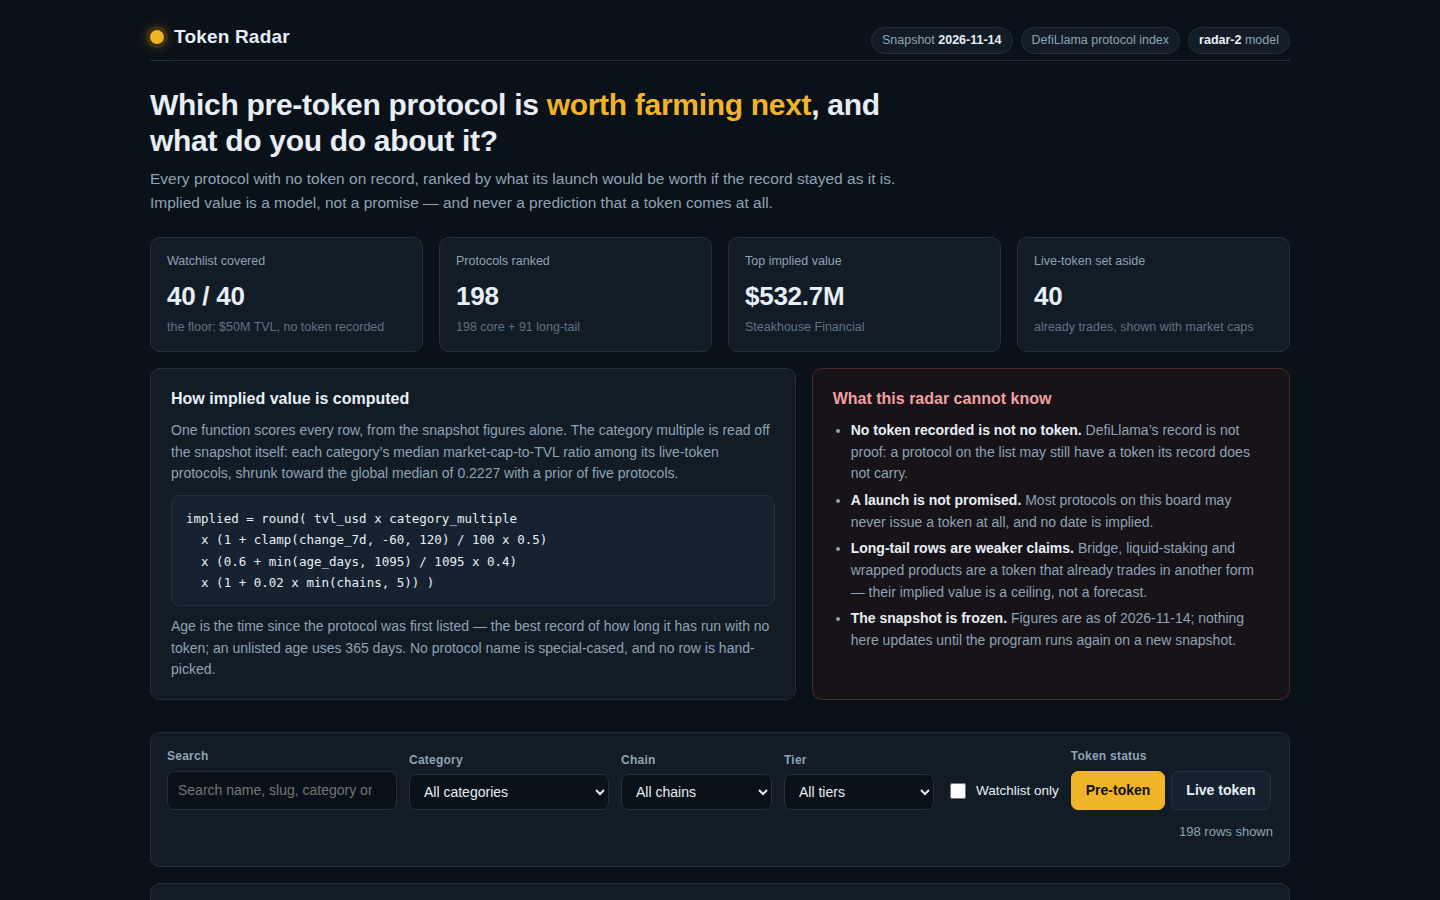 Token Radar
Snapshot 2026-11-14
DefiLlama protocol index
radar-2 model
Which pre-token protocol is worth farming next, and
what do you do about it?
Every protocol with no token on record, ranked by what its launch would be worth if the record stayed as it is.
Implied value is a model, not a promise — and never a prediction that a token comes at all.
Watchlist covered
40 / 40
the floor: $50M TVL, no token recorded
Protocols ranked
198
198 core + 91 long-tail
Top implied value
$532.7M
Steakhouse Financial
Live-token set aside
40
already trades, shown with market caps
How implied value is computed
One function scores every row, from the snapshot figures alone. The category multiple is read off
the snapshot itself: each category’s median market-cap-to-TVL ratio among its live-token
protocols, shrunk toward the global median of 0.2227 with a prior of five protocols.
implied = round( tvl_usd x category_multiple
x (1 + clamp(change_7d, -60, 120) / 100 x 0.5)
x (0.6 + min(age_days, 1095) / 1095 x 0.4)
x (1 + 0.02 x min(chains, 5)) )
Age is the time since the protocol was first listed — the best record of how long it has run with no
token; an unlisted age uses 365 days. No protocol name is special-cased, and no row is hand-
picked.
What this radar cannot know
• No token recorded is not no token. DefiLlama’s record is not
proof: a protocol on the list may still have a token its record does
not carry.
• A launch is not promised. Most protocols on this board may
never issue a token at all, and no date is implied.
• Long-tail rows are weaker claims. Bridge, liquid-staking and
wrapped products are a token that already trades in another form
— their implied value is a ceiling, not a forecast.
• The snapshot is frozen. Figures are as of 2026-11-14; nothing
here updates until the program runs again on a new snapshot.
Search
Search name, slug, category or
Category
All categories
Chain
All chains
Tier
All tiers
Watchlist only
Token status
Pre-token
Live token
198 rows shown